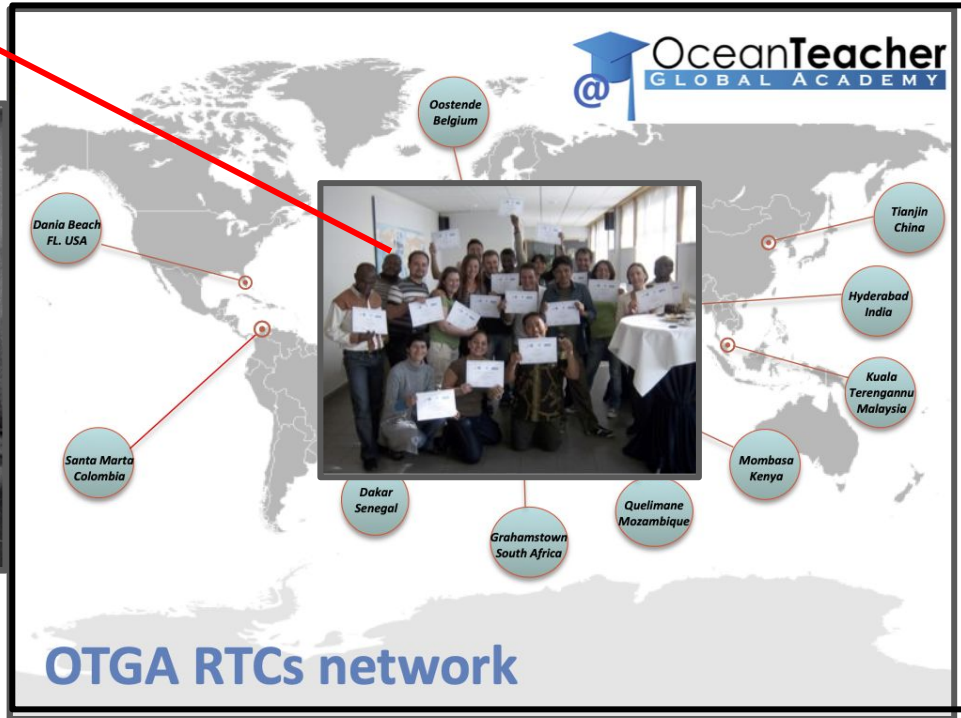 OceanTeacher
GLOBAL ACADEMY
@
Oostende
Belgium
Dania Beach
FL. USA
Tianjin
China
Hyderabad
India
Kuala
Terengannu
Malaysia
Santa Marta
Colombia
Mombasa
Kenya
Dakar
Senegal
Quelimane
Mozambique
Grahamstown
South Africa
OTGA RTCs network